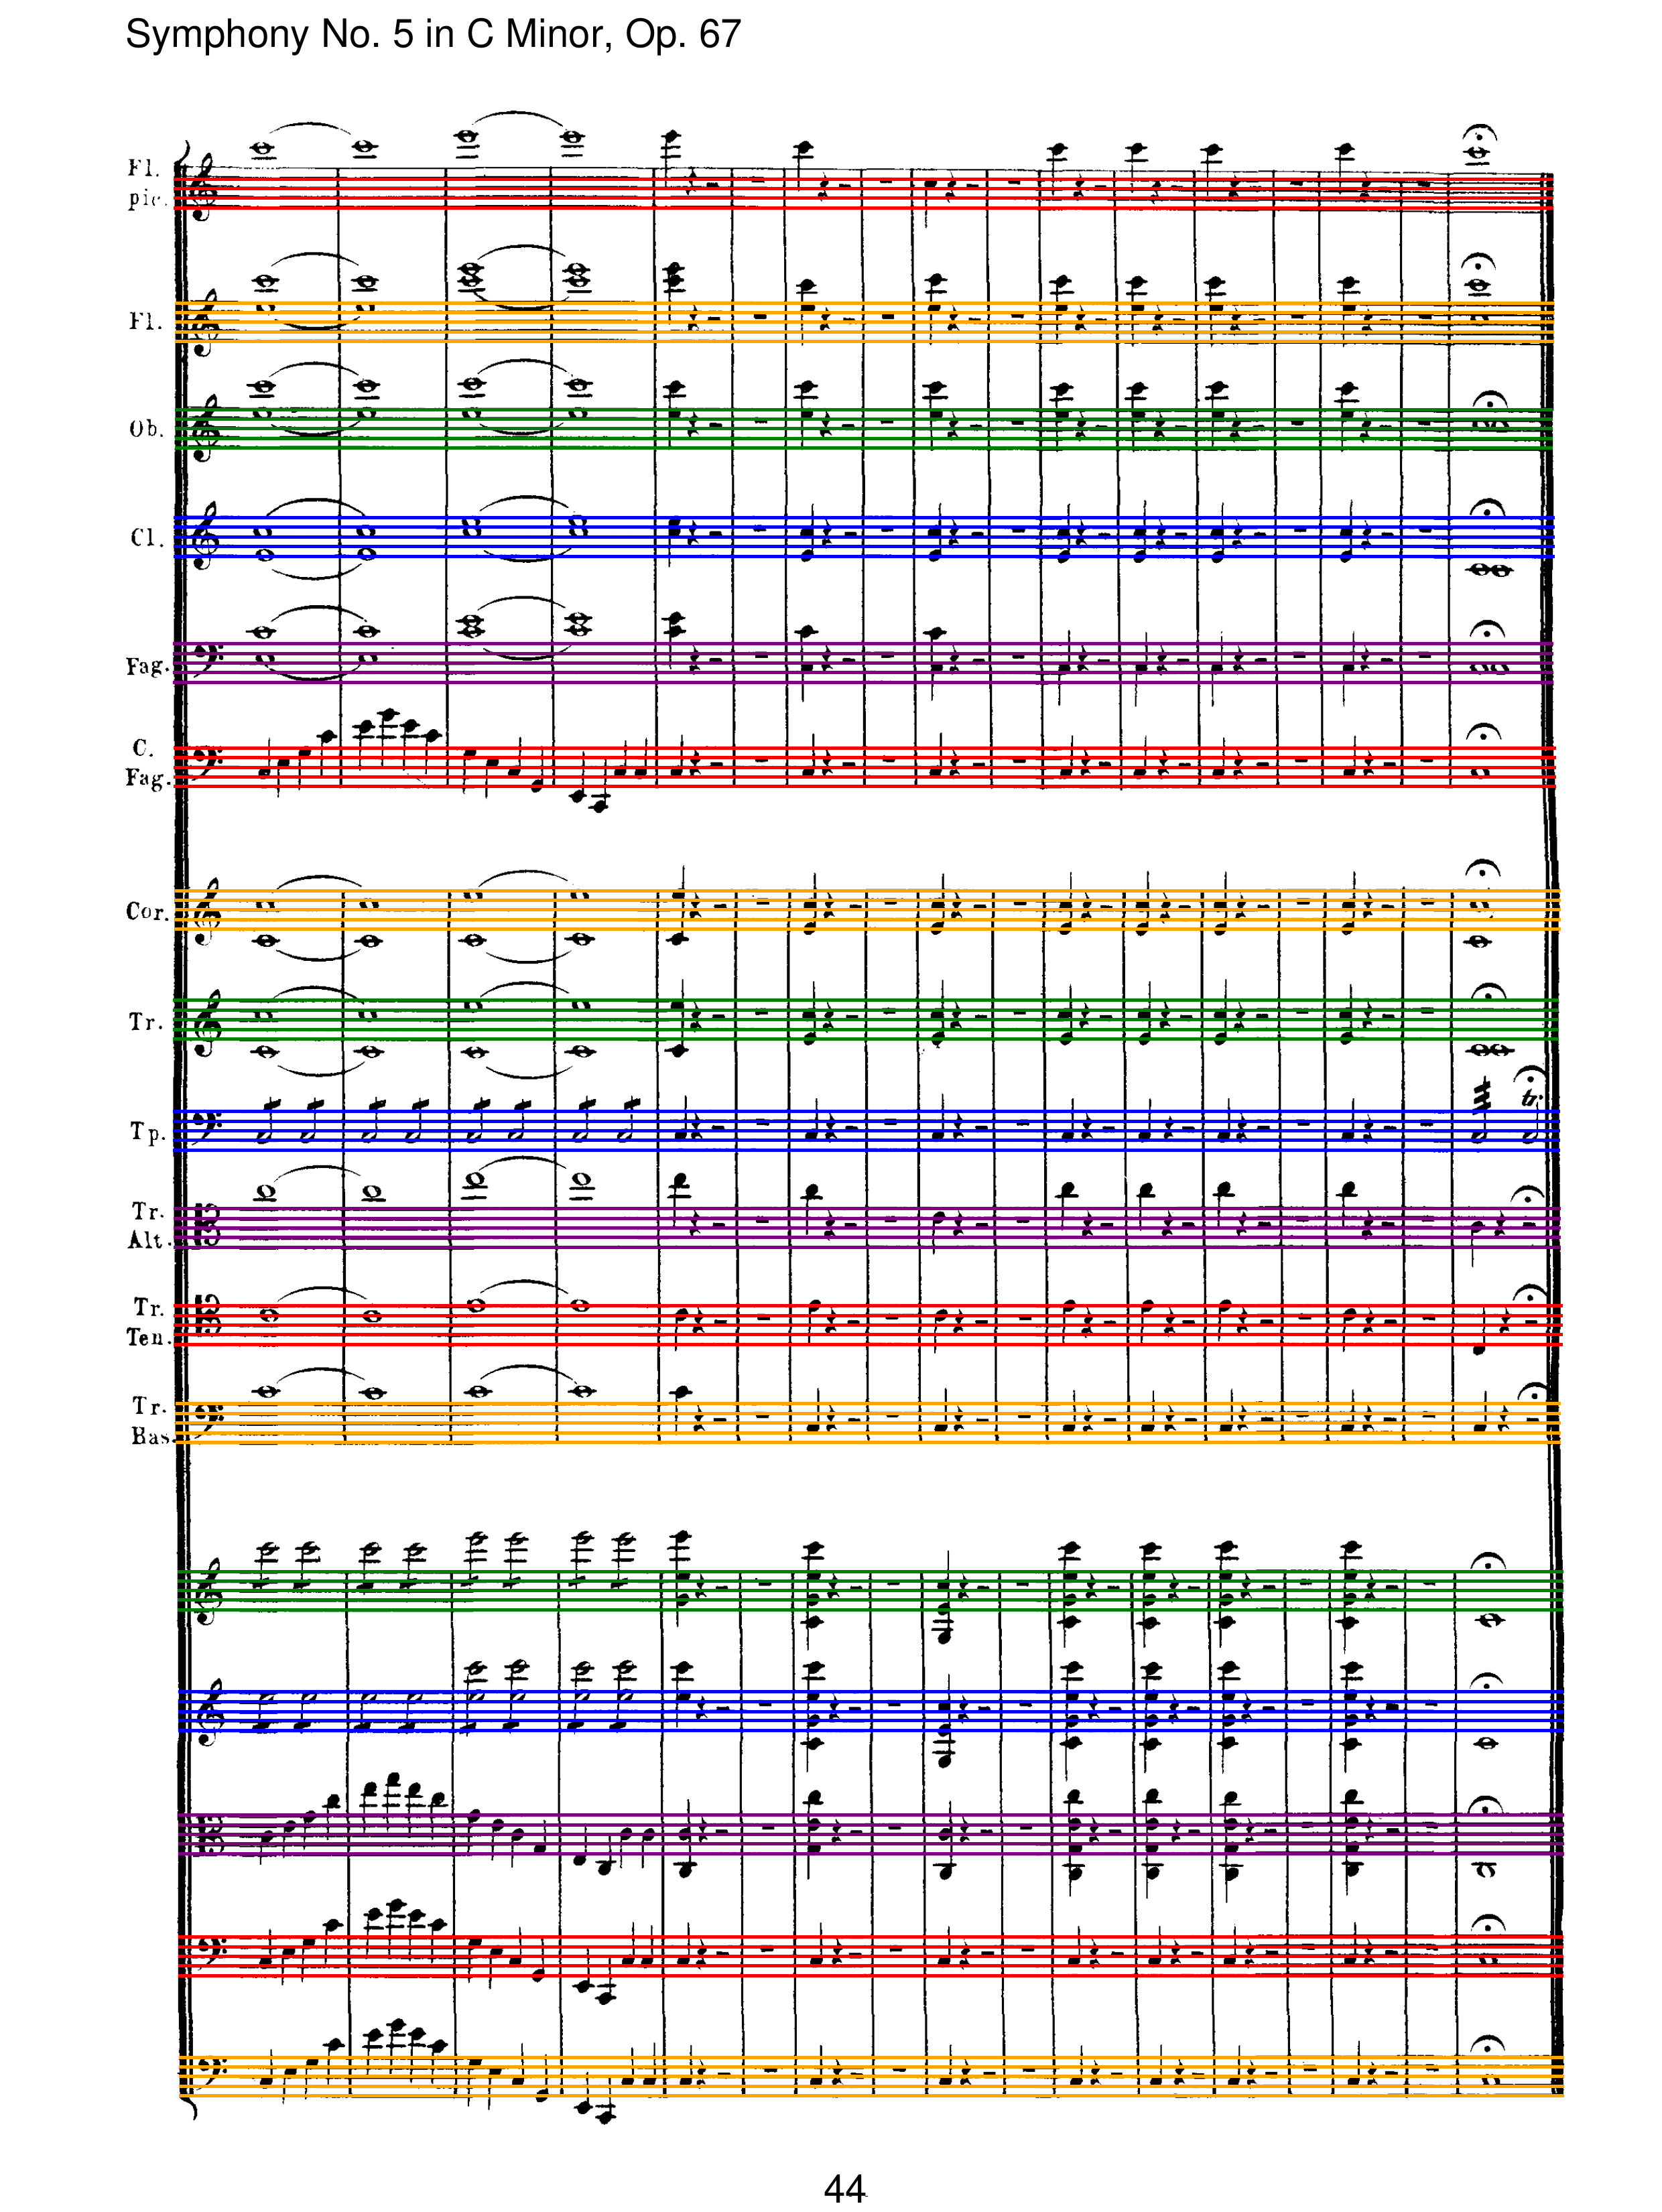 Symphony No. 5 in C Minor, Op. 67
Fl.
pic.
Fl.
Ob.
Cl.
Fag.
C.
Fag.
Cor.
Tr.
Tp.
tr.
Tr.
Alt.
Tr.
Ten.
Tr.
Bas.
44